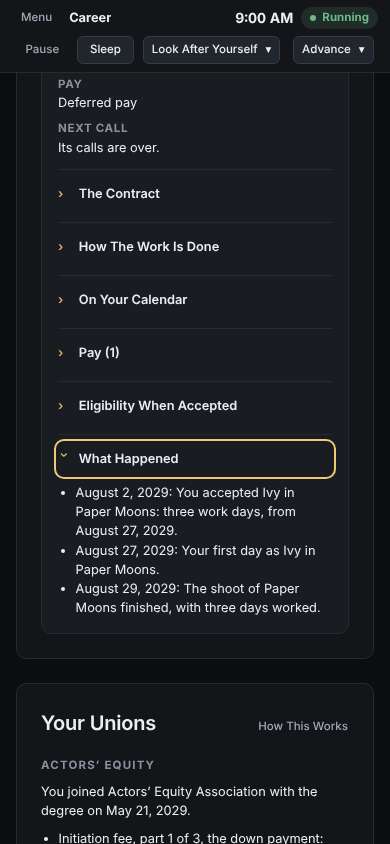 Menu Career 9:00 AM Running
Pause Sleep Look After Yourself ▾ Advance ▾
PAY
Deferred pay
NEXT CALL
Its calls are over.
› The Contract
› How The Work Is Done
› On Your Calendar
› Pay (1)
› Eligibility When Accepted
› What Happened
• August 2, 2029: You accepted Ivy in
Paper Moons: three work days, from
August 27, 2029.
• August 27, 2029: Your first day as Ivy in
Paper Moons.
• August 29, 2029: The shoot of Paper
Moons finished, with three days worked.
Your Unions How This Works
ACTORS’ EQUITY
You joined Actors’ Equity Association with the
degree on May 21, 2029.
• Initiation fee, part 1 of 3, the down payment: